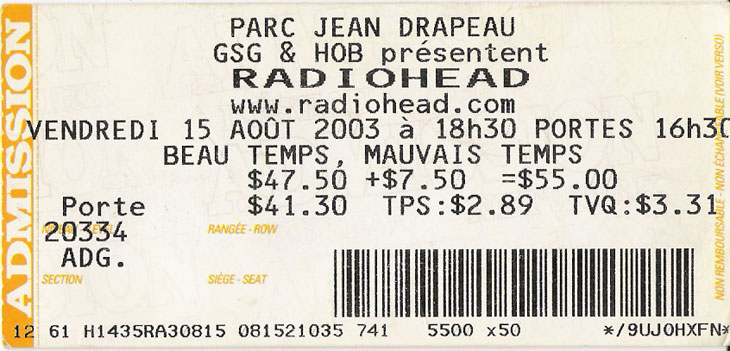 ADMISSION
PARC JEAN DRAPEAU
GSG & HOB présentent
RADIOHEAD
www.radiohead.com
VENDREDI 15 AOÛT 2003 à 18h30 PORTES 16h30
BEAU TEMPS, MAUVAIS TEMPS
$47.50 +$7.50 =$55.00
Porte $41.30 TPS:$2.89 TVQ:$3.31
20334 RANGÉE - ROW
ADG.
SECTION SIÈGE - SEAT
12 61 H1435RA30815 081521035 741 5500 x50 */9UJ0HXFN*
NON REMBOURSABLE - NON ÉCHANGEABLE (VOIR VERSO)